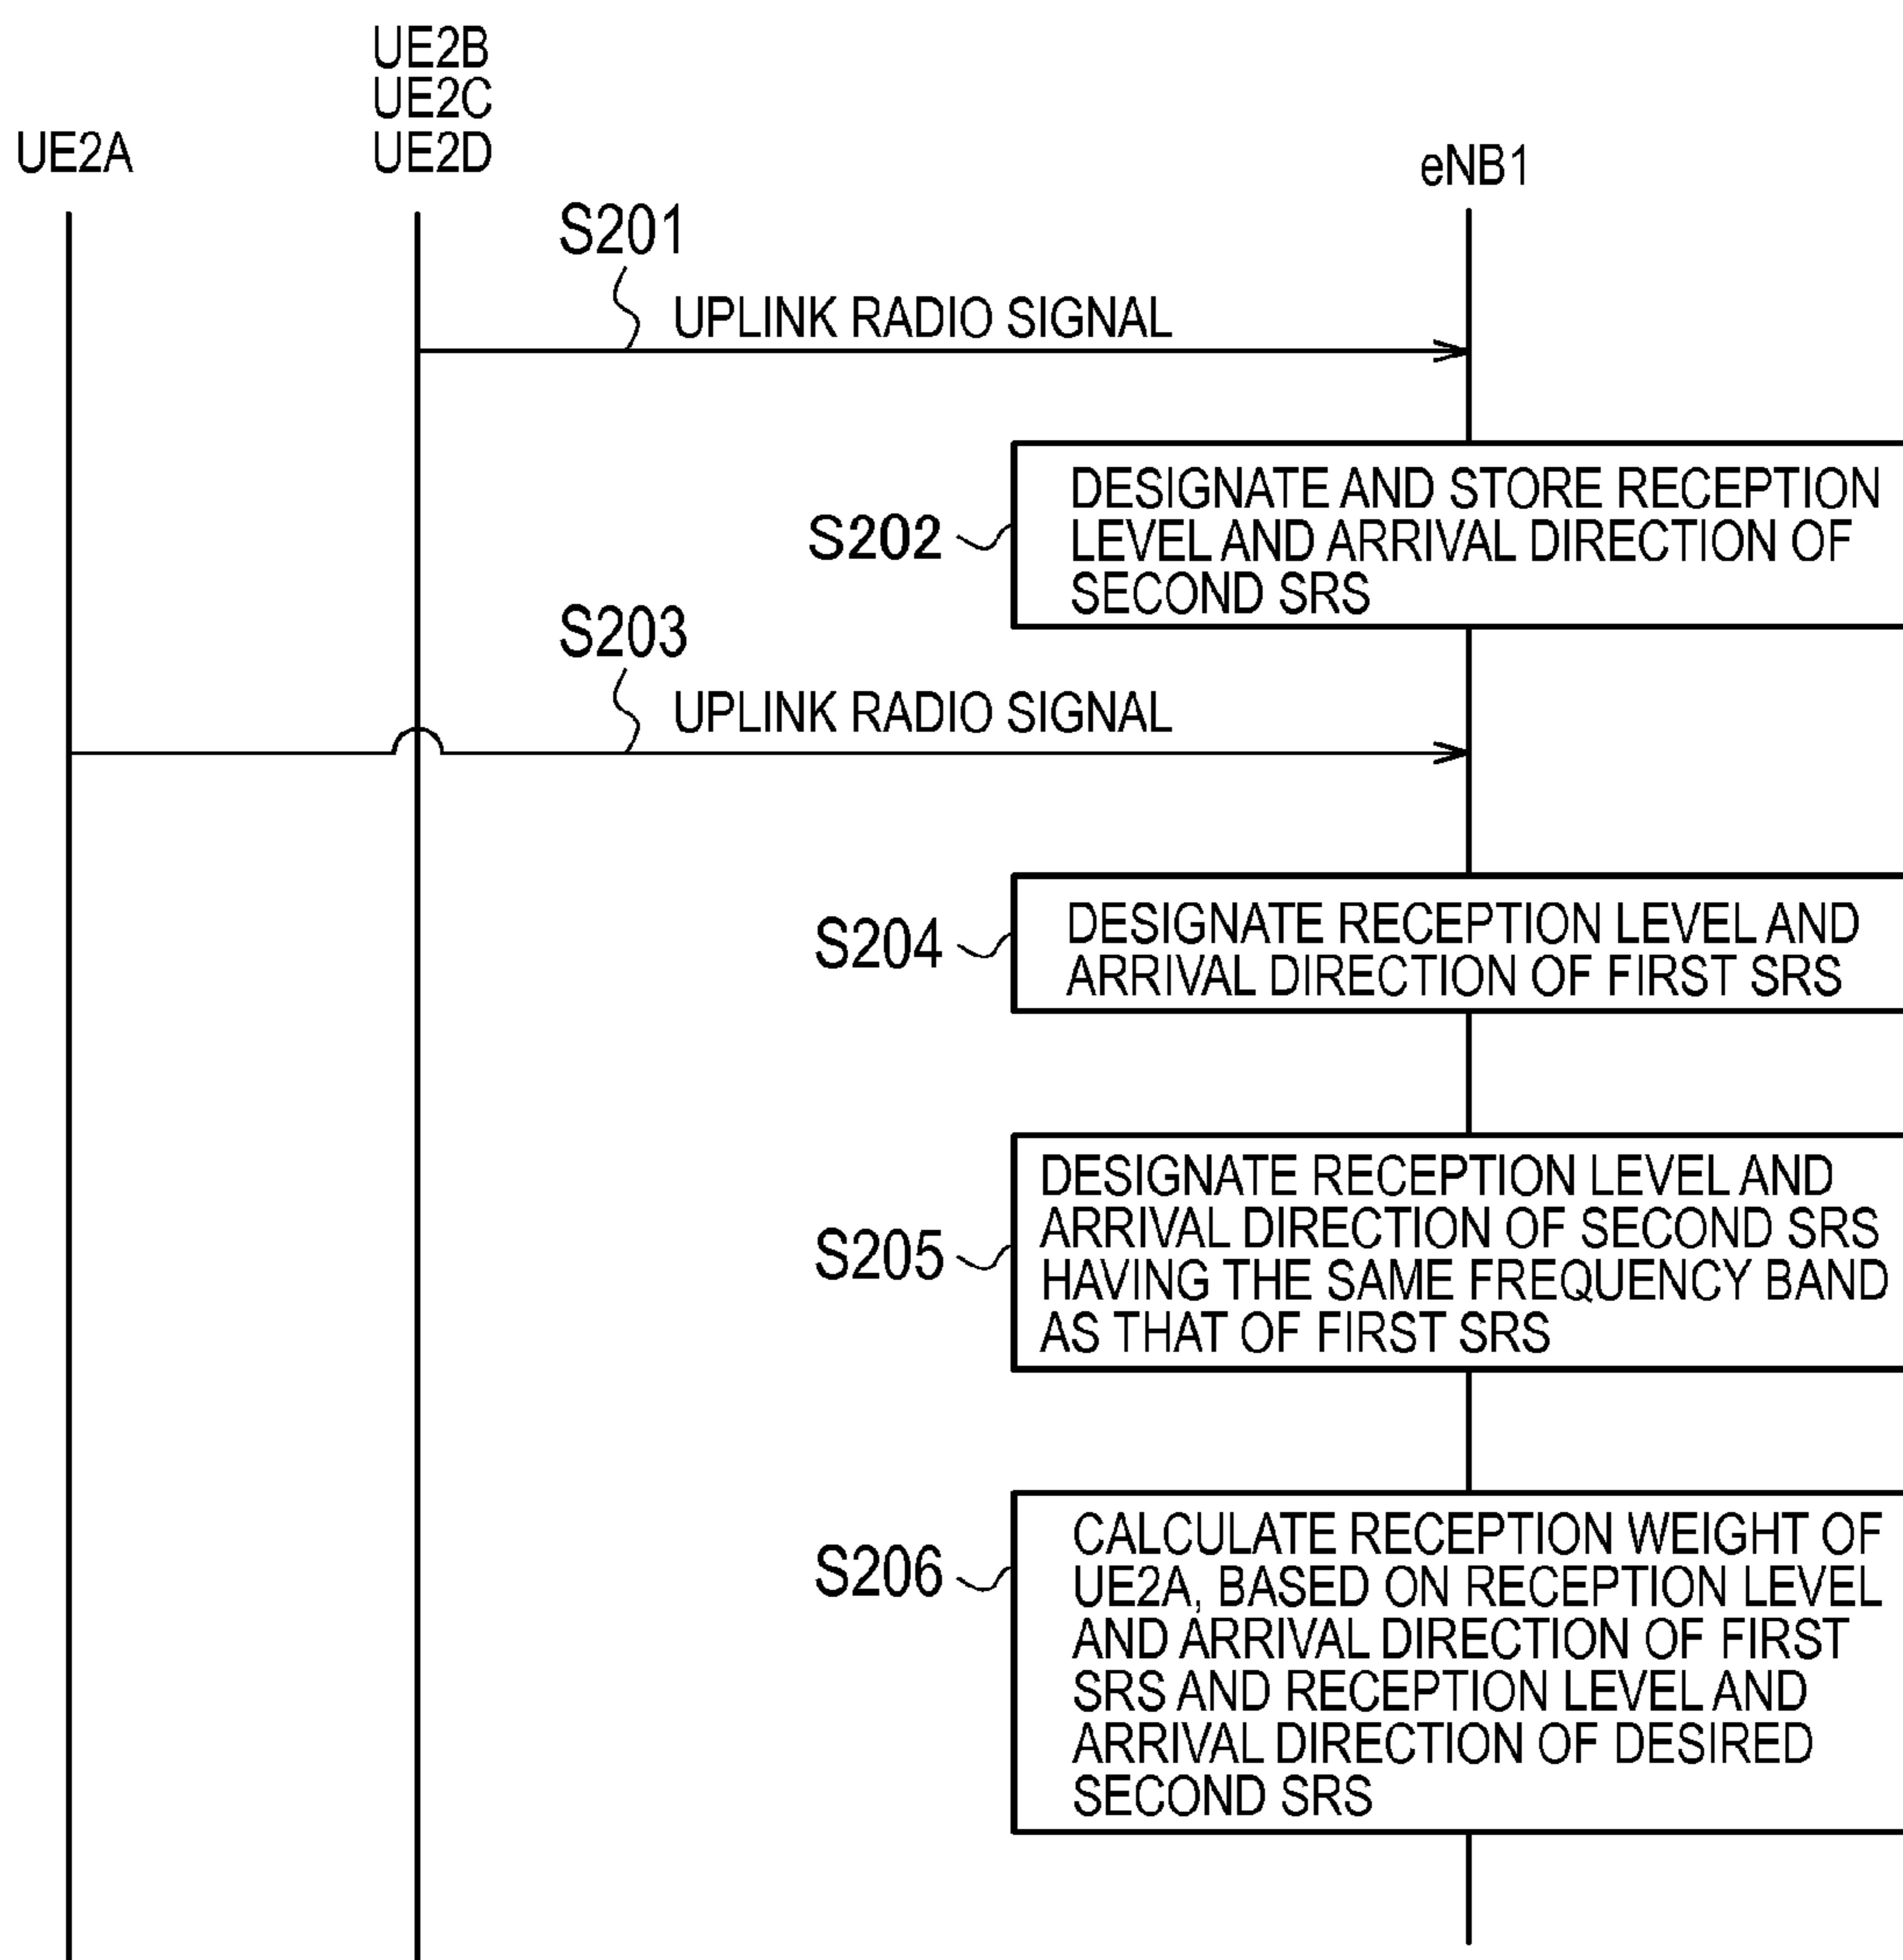 UE2B
UE2C
UE2A
UE2D
eNB1
S201
UPLINK RADIO SIGNAL
DESIGNATE AND STORE RECEPTION
LEVEL AND ARRIVAL DIRECTION OF
SECOND SRS
S202
S203
UPLINK RADIO SIGNAL
DESIGNATE RECEPTION LEVEL AND
ARRIVAL DIRECTION OF FIRST SRS
S204
DESIGNATE RECEPTION LEVEL AND
ARRIVAL DIRECTION OF SECOND SRS
HAVING THE SAME FREQUENCY BAND
AS THAT OF FIRST SRS
S205
CALCULATE RECEPTION WEIGHT OF
UE2A, BASED ON RECEPTION LEVEL
AND ARRIVAL DIRECTION OF FIRST
SRS AND RECEPTION LEVEL AND
ARRIVAL DIRECTION OF DESIRED
SECOND SRS
S206